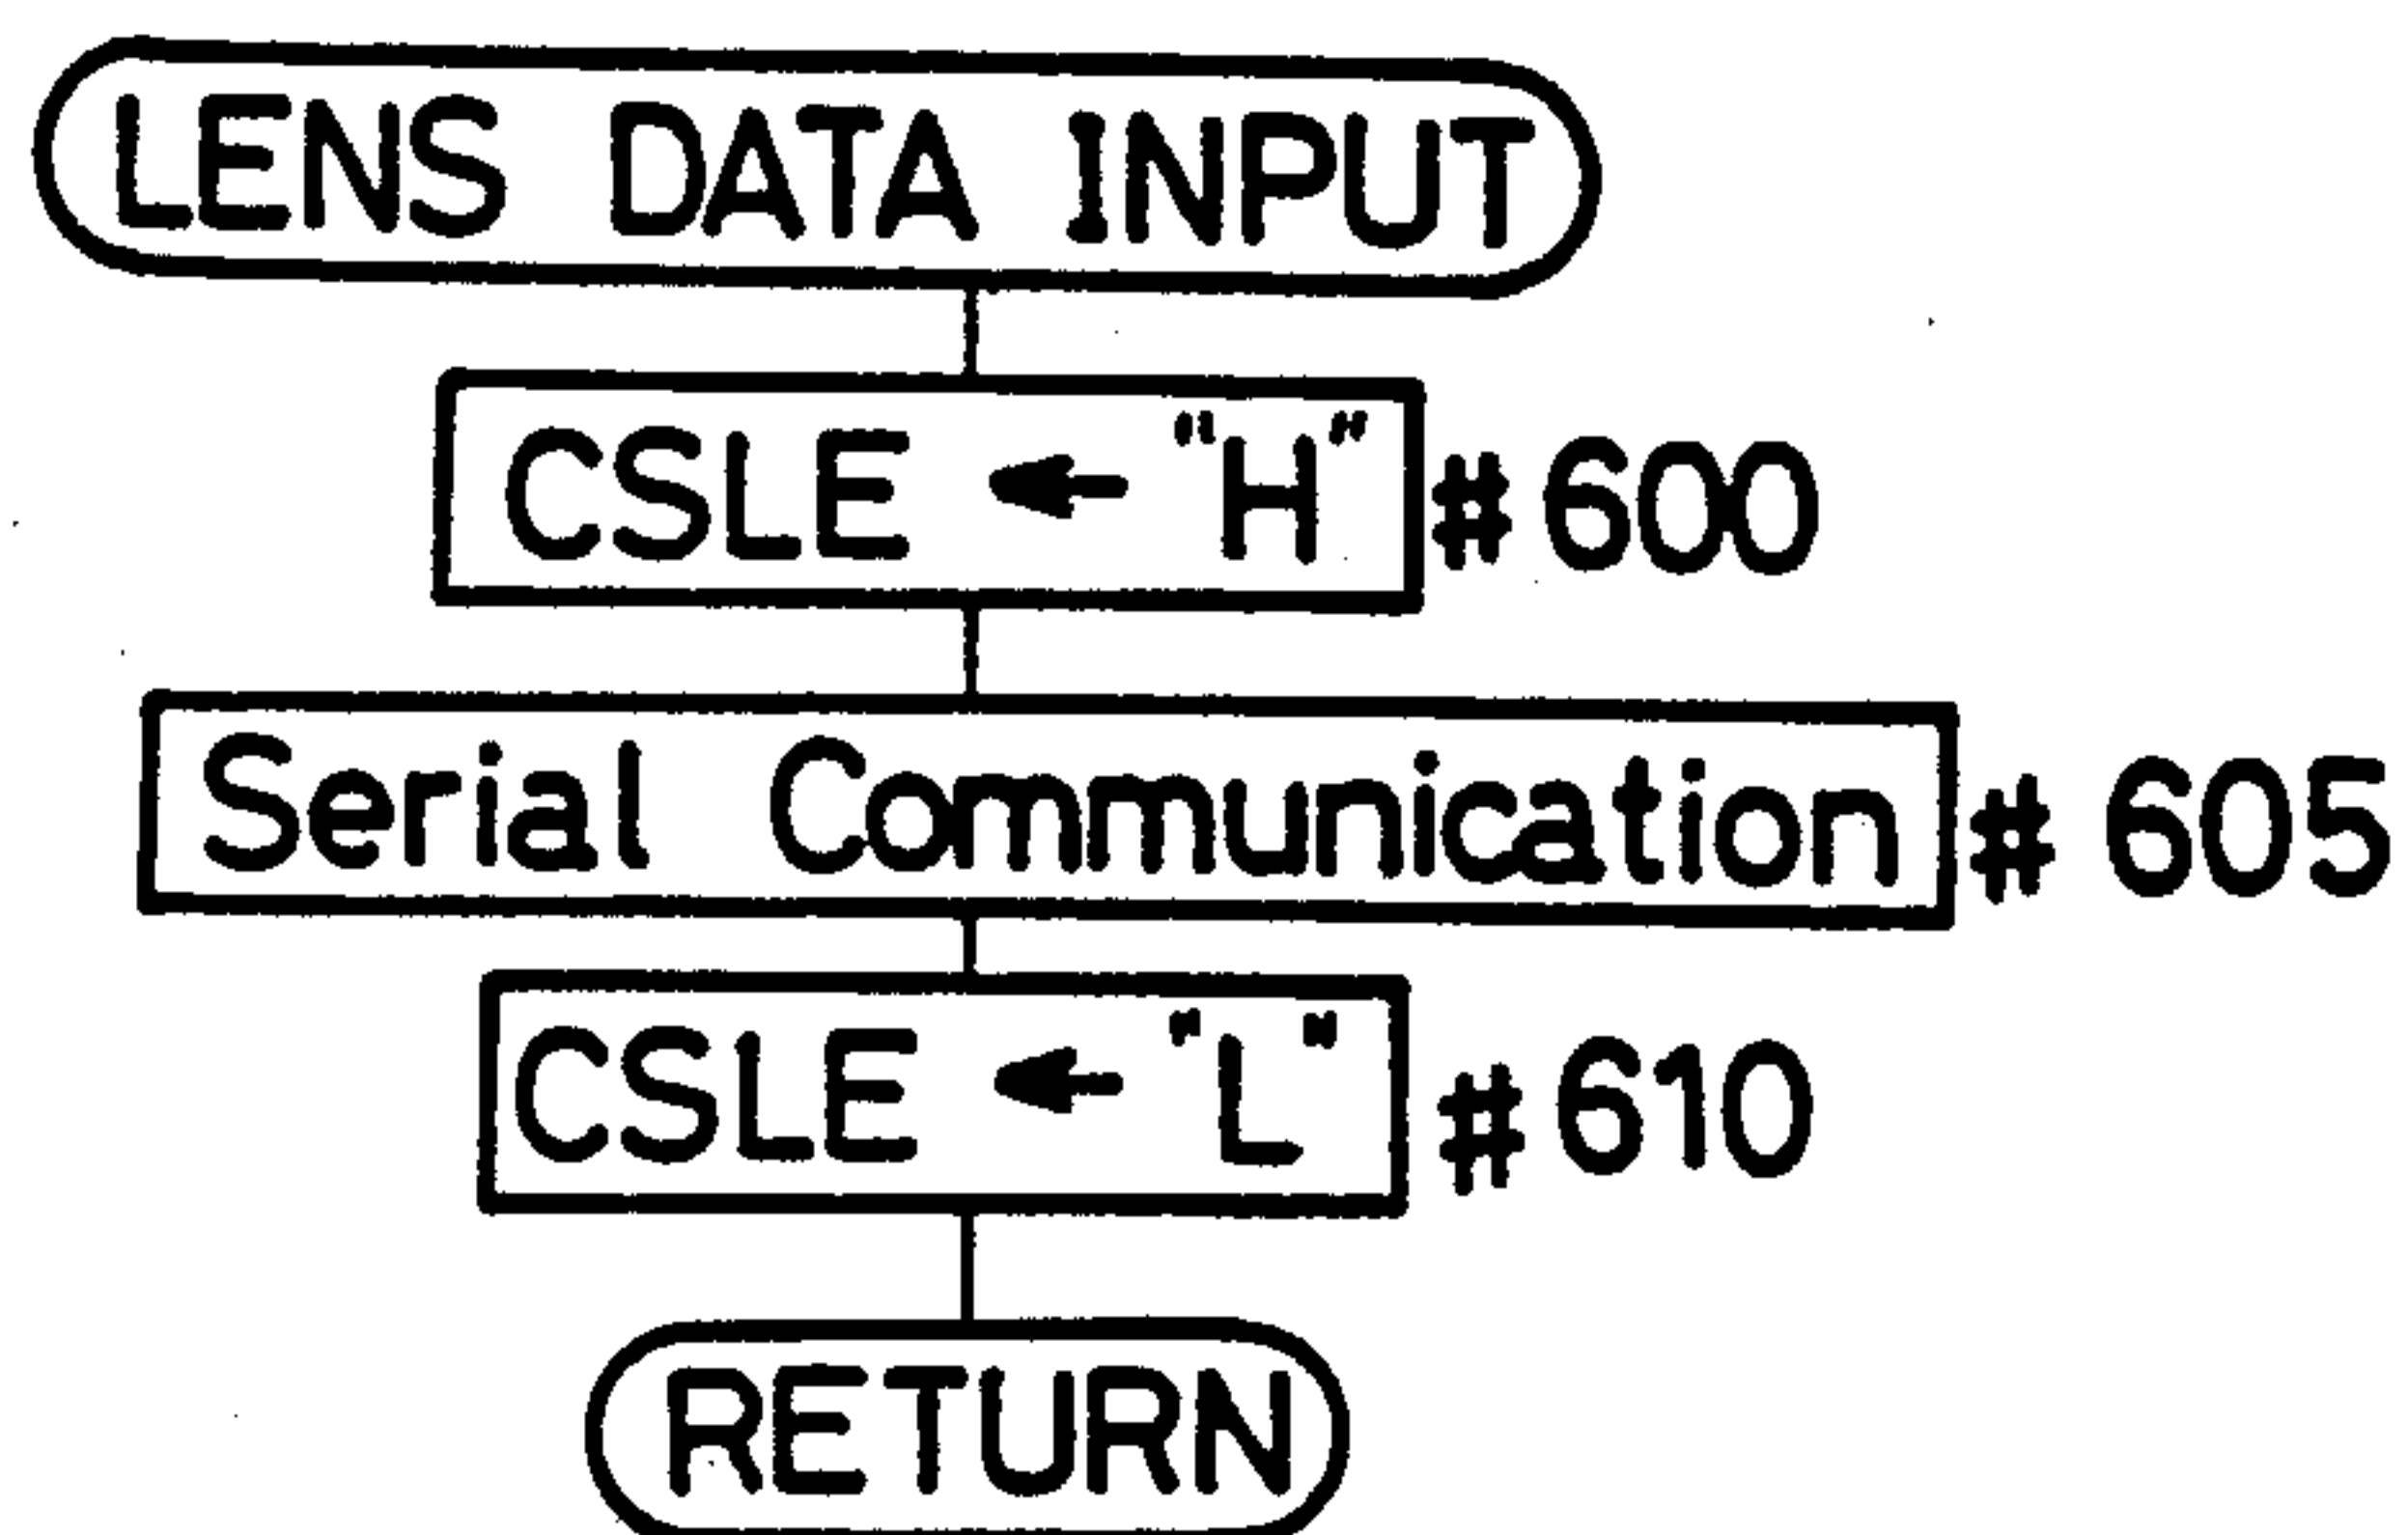 LENS DATA INPUT
CSLE ← "H" #600
Serial Communication # 605
CSLE ← "L" #610
RETURN